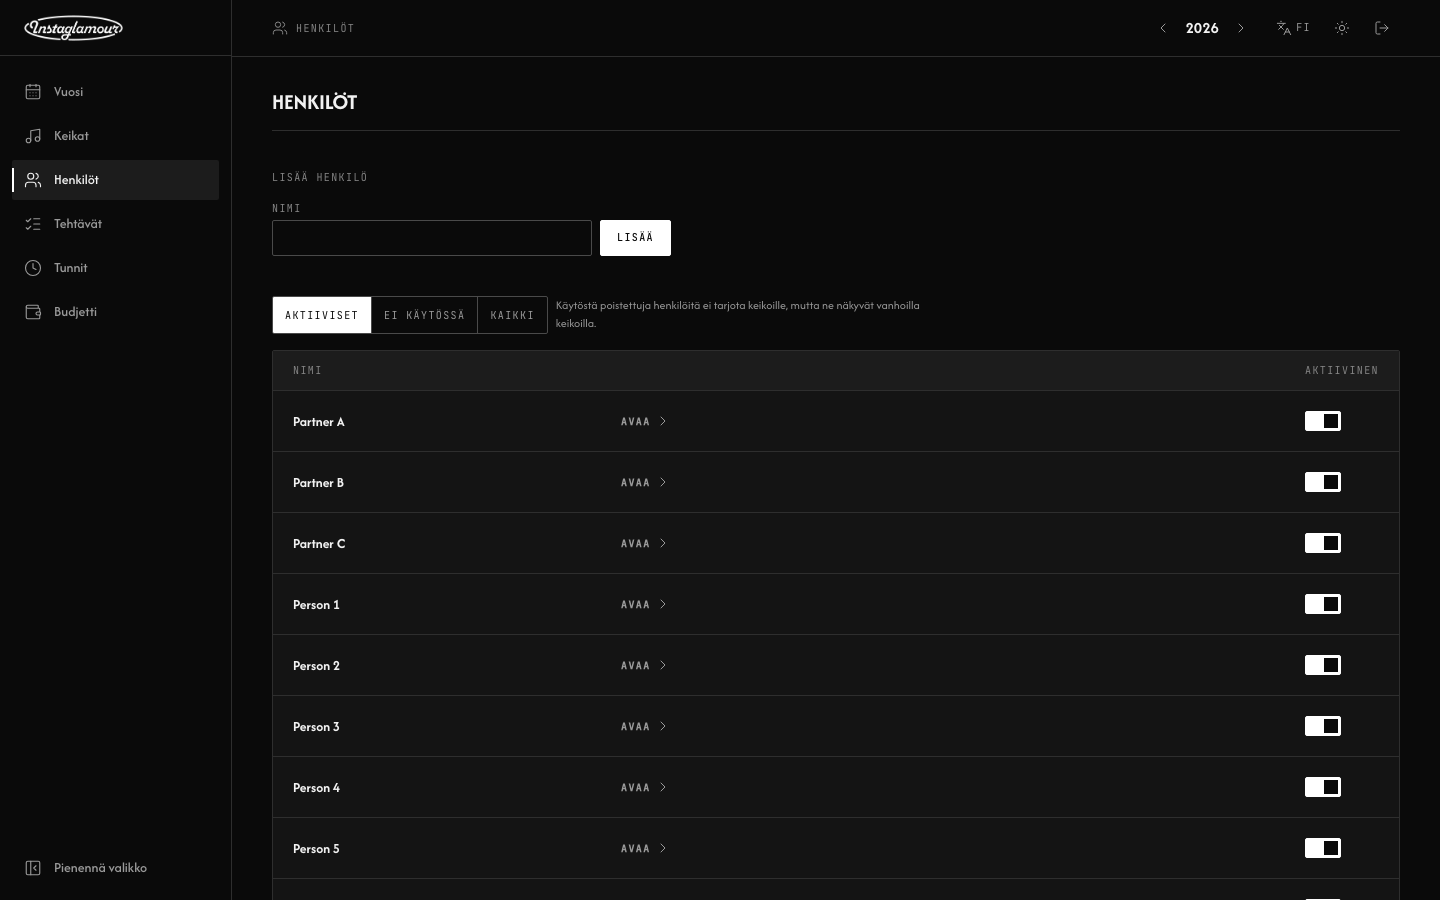 Instaglamour
HENKILÖT
2026
FI
Vuosi
Keikat
Henkilöt
Tehtävät
Tunnit
Budjetti
Pienennä valikko
HENKILÖT
LISÄÄ HENKILÖ
NIMI
LISÄÄ
AKTIIVISET
EI KÄYTÖSSÄ
KAIKKI
Käytöstä poistettuja henkilöitä ei tarjota keikoille, mutta ne näkyvät vanhoilla
keikoilla.
NIMI AKTIIVINEN
Partner A AVAA
Partner B AVAA
Partner C AVAA
Person 1 AVAA
Person 2 AVAA
Person 3 AVAA
Person 4 AVAA
Person 5 AVAA